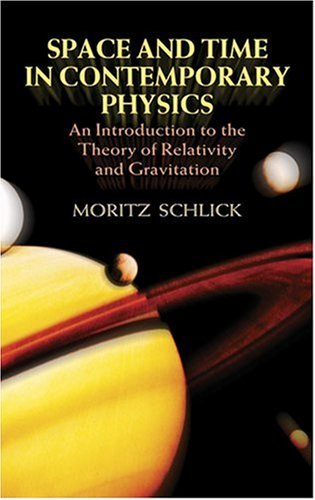 SPACE AND TIME
IN CONTEMPORARY
PHYSICS
An Introduction to the
Theory of Relativity
and Gravitation
MORITZ SCHLICK